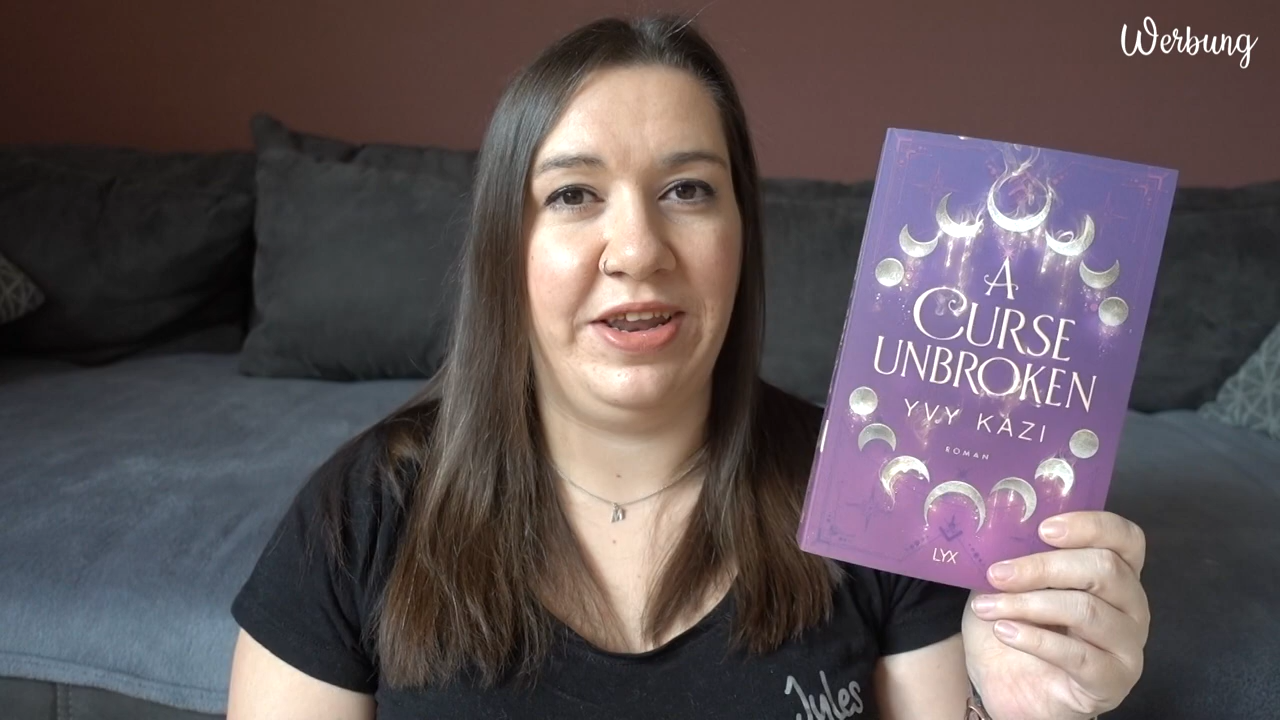 Werbung
A
CURSE
UNBROKEN
YVY KAZI
ROMAN
LYX
Jules